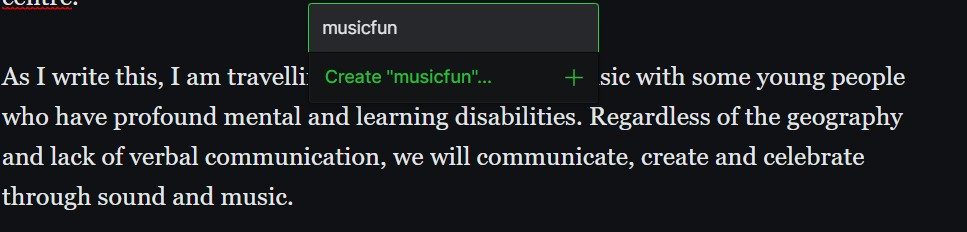 centre.
musicfun
Create "musicfun"...
As I write this, I am travelli sic with some young people
who have profound mental and learning disabilities. Regardless of the geography
and lack of verbal communication, we will communicate, create and celebrate
through sound and music.